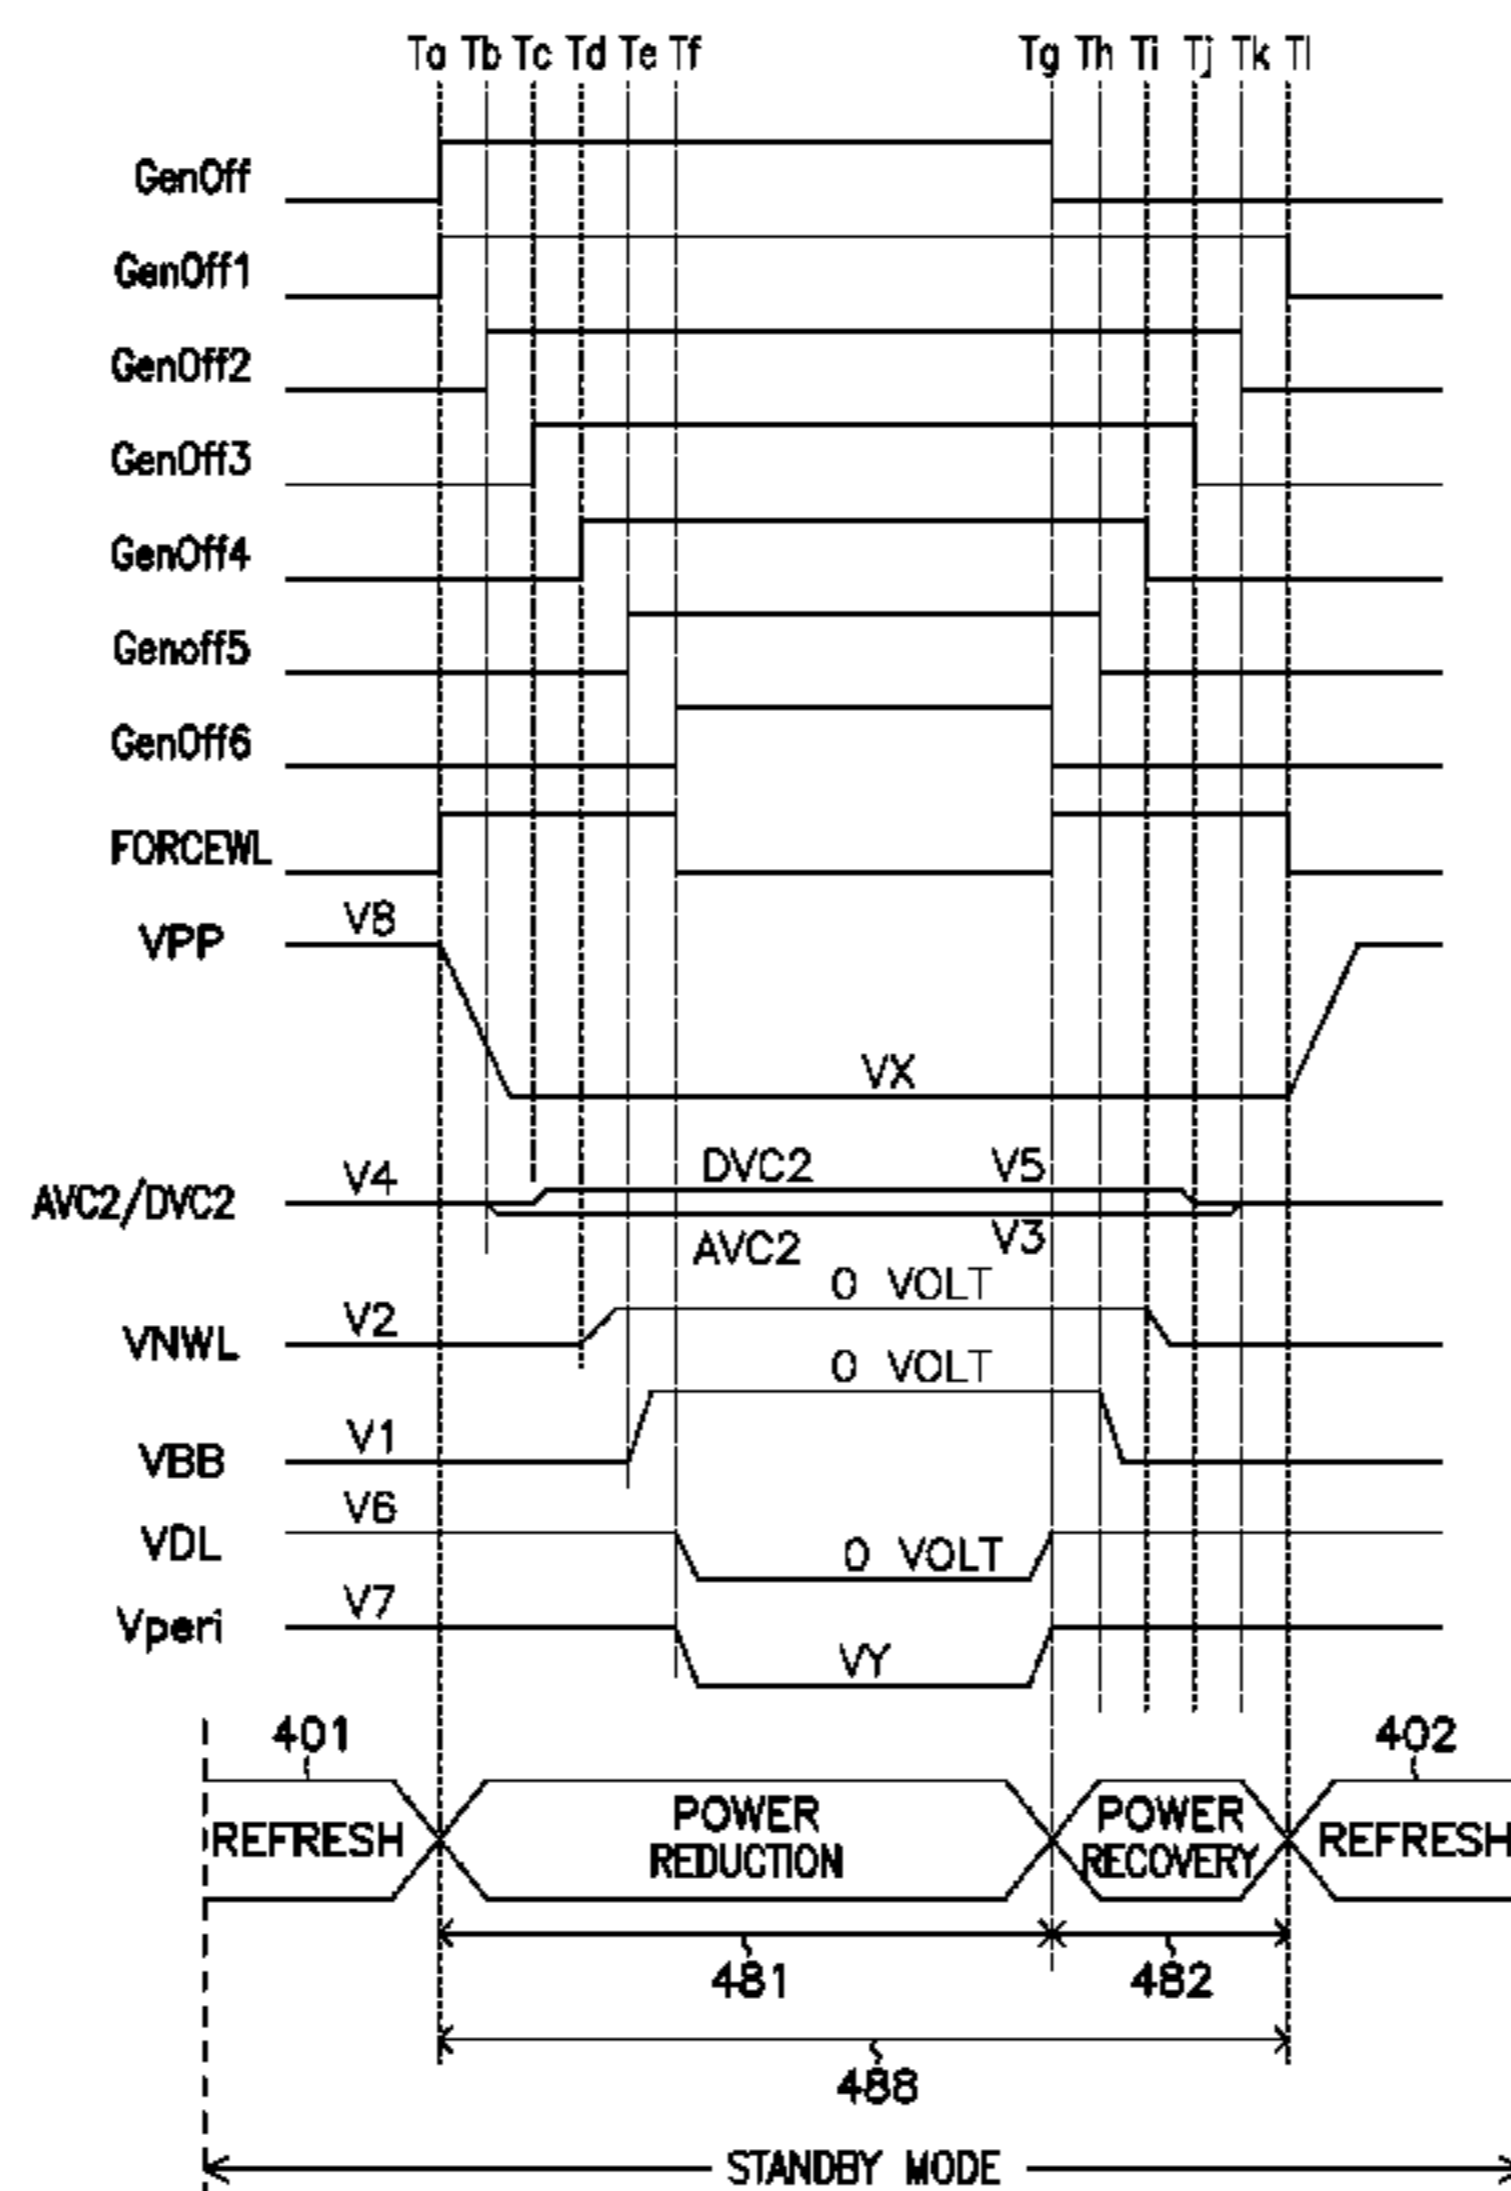 Ta Tb Tc Td Te Tf Tg Th Ti Tj Tk Tl
GenOff
GenOff1
GenOff2
GenOff3
GenOff4
Genoff5
GenOff6
FORCEWL
VPP V8
VX
AVC2/DVC2 V4 DVC2 V5
AVC2 V3
0 VOLT
VNWL V2
0 VOLT
VBB V1
V6
VDL 0 VOLT
Vperi V7
VY
401 402
REFRESH POWER REDUCTION POWER RECOVERY REFRESH
481 482
488
STANDBY MODE